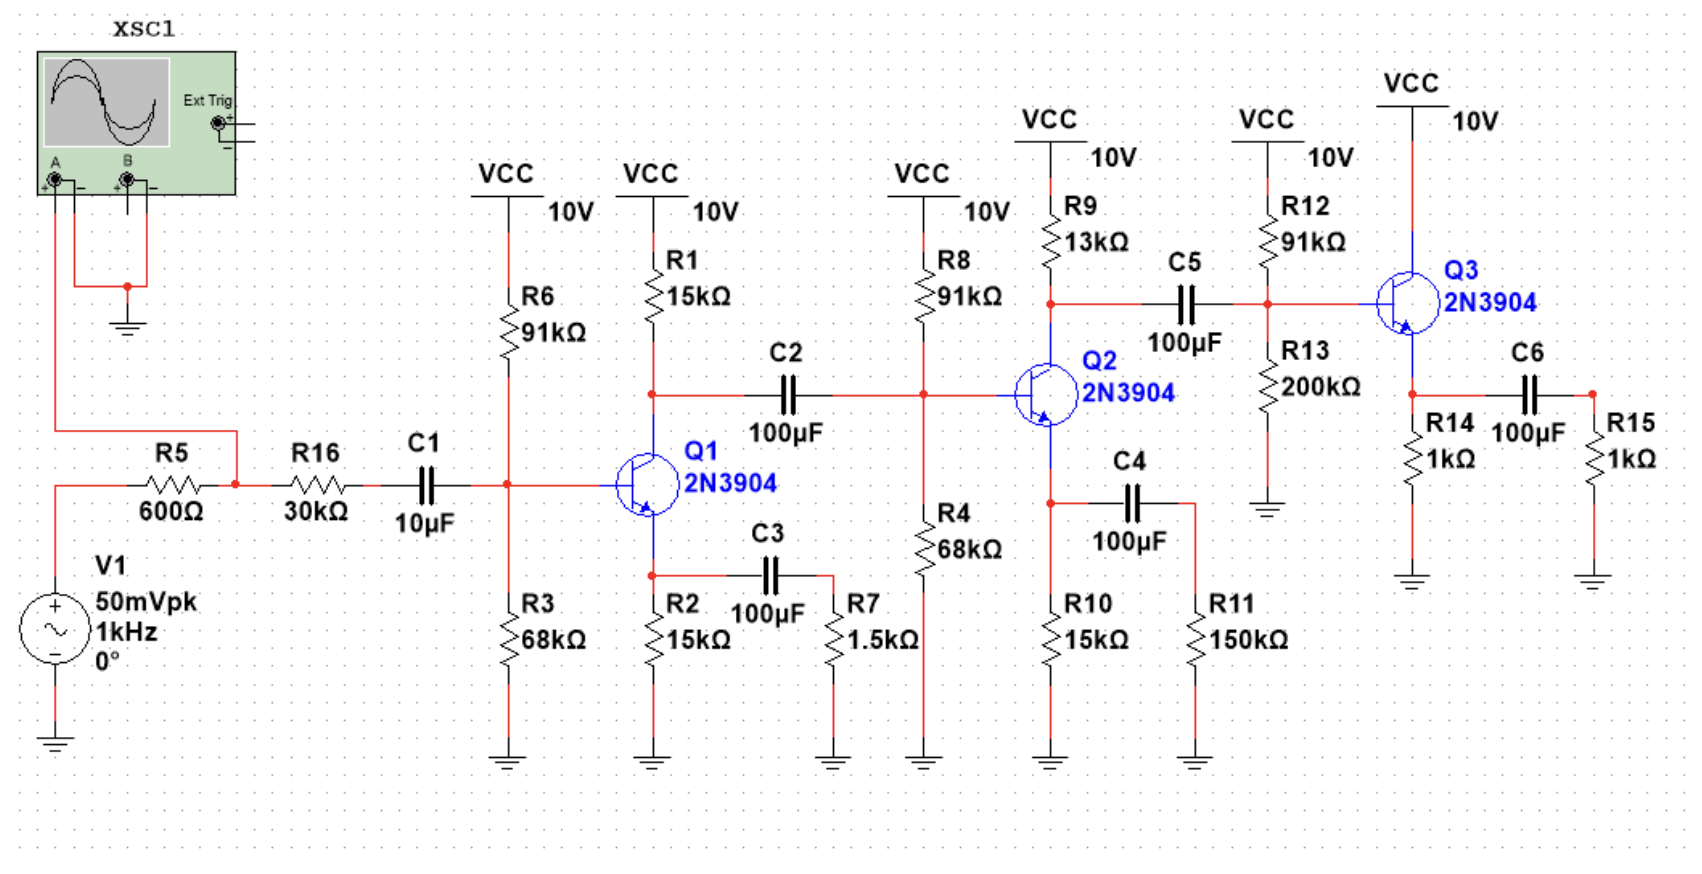 XSC1
Ext Trig
+
−
A
B
+
−
+
−
VCC
10V
R6
91kΩ
VCC
10V
R1
15kΩ
VCC
10V
R8
91kΩ
VCC
10V
R9
13kΩ
VCC
10V
R12
91kΩ
VCC
10V
Q3
2N3904
C5
100µF
R13
200kΩ
C2
100µF
Q2
2N3904
C6
100µF
R14
1kΩ
R15
1kΩ
R5
600Ω
R16
30kΩ
C1
10µF
Q1
2N3904
C4
100µF
R4
68kΩ
C3
100µF
V1
50mVpk
1kHz
0°
+
−
R3
68kΩ
R2
15kΩ
R7
1.5kΩ
R10
15kΩ
R11
150kΩ